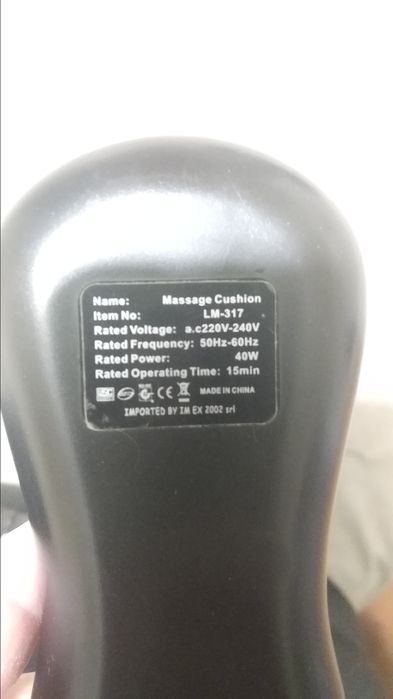 Name: Massage Cushion
Item No: LM-317
Rated Voltage: a.c220V-240V
Rated Frequency: 50Hz-60Hz
Rated Power: 40W
Rated Operating Time: 15min
CE MADE IN CHINA
IMPORTED BY IM EX 2002 srl